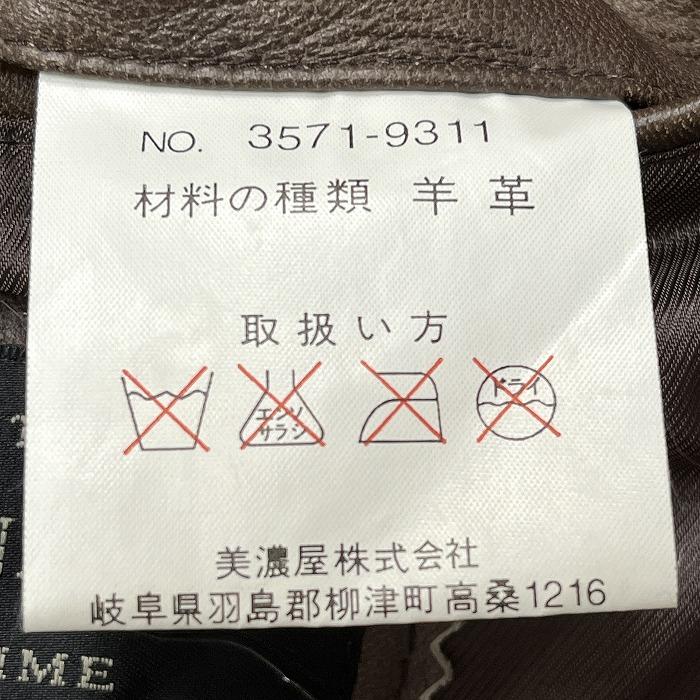 NO. 3571-9311
材料の種類 羊革
取扱い方
エンソ
サラシ
ドライ
美濃屋株式会社
岐阜県羽島郡柳津町高桑1216
IME